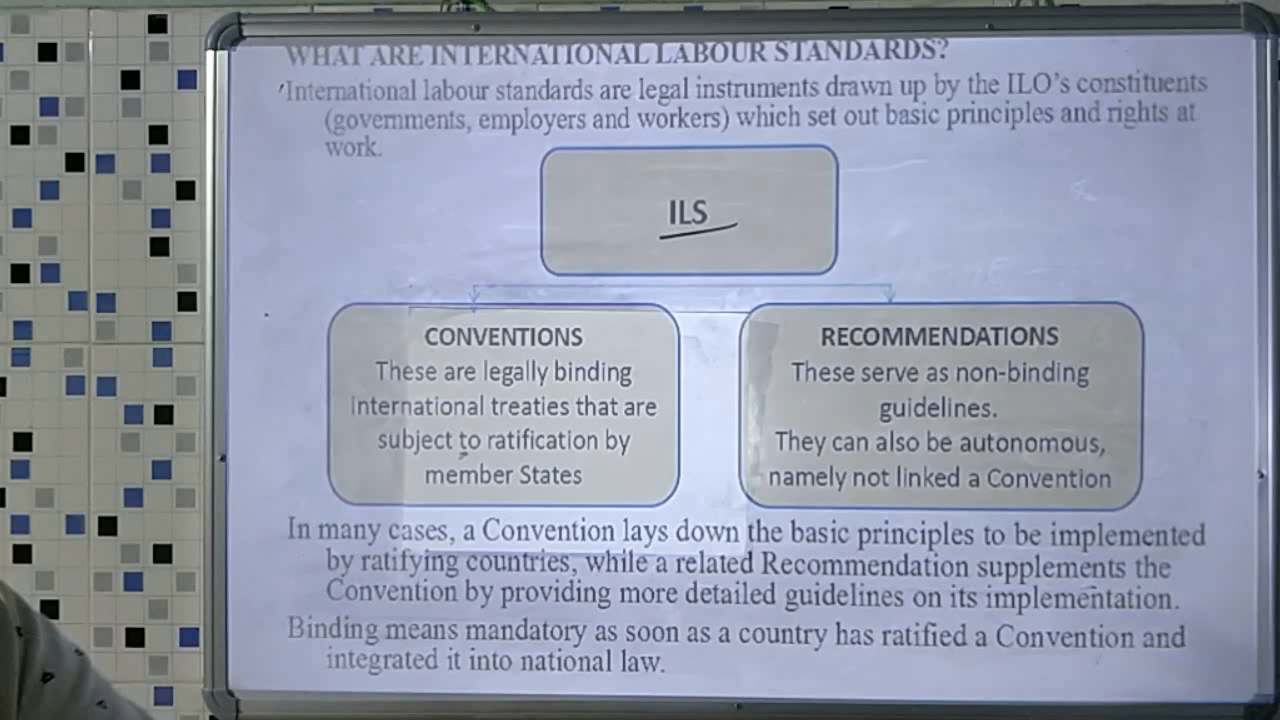 WHAT ARE INTERNATIONAL LABOUR STANDARDS?
International labour standards are legal instruments drawn up by the ILO's constituents
(governments, employers and workers) which set out basic principles and rights at
work.
ILS
CONVENTIONS
These are legally binding
International treaties that are
subject to ratification by
member States
RECOMMENDATIONS
These serve as non-binding
guidelines.
They can also be autonomous,
namely not linked a Convention
In many cases, a Convention lays down the basic principles to be implemented
by ratifying countries, while a related Recommendation supplements the
Convention by providing more detailed guidelines on its implementation.
Binding means mandatory as soon as a country has ratified a Convention and
integrated it into national law.